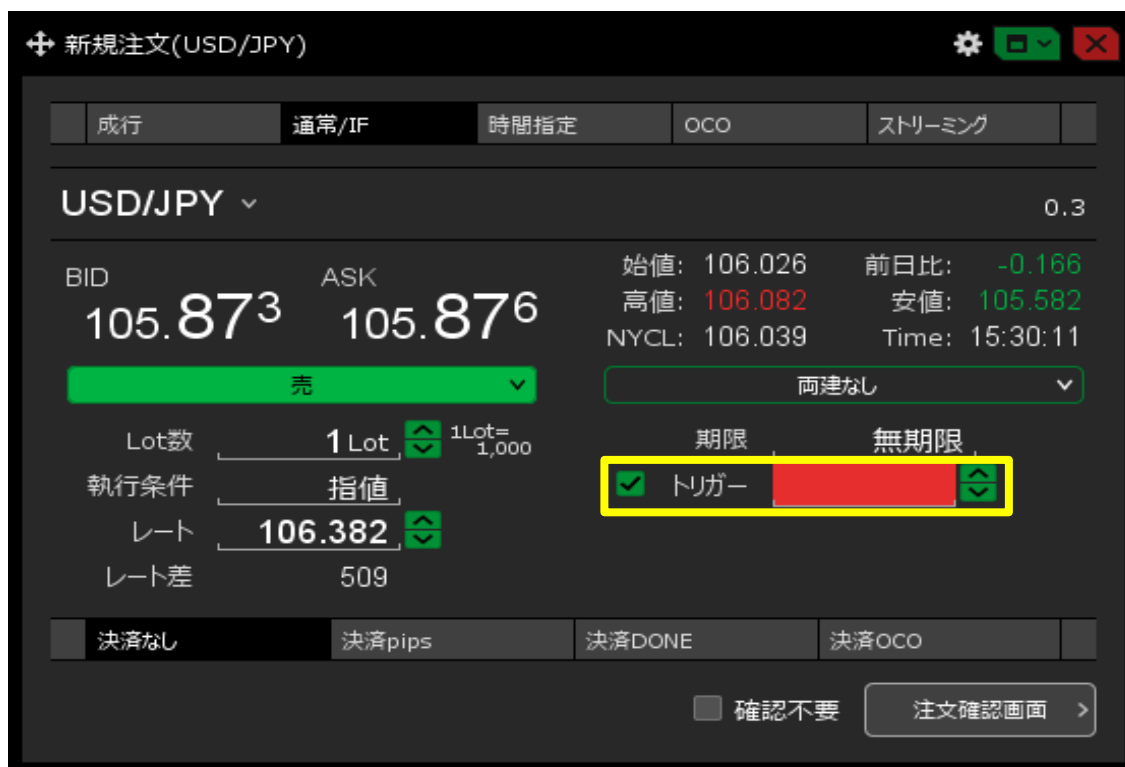 新規注文(USD/JPY)
成行 通常/IF 時間指定 OCO ストリーミング
USD/JPY 0.3
BID ASK
105.873 105.876
始値: 106.026 前日比: -0.166
高値: 106.082 安値: 105.582
NYCL: 106.039 Time: 15:30:11
売 両建なし
Lot数 1 Lot 1Lot=1,000 期限 無期限
執行条件 指値 トリガー
レート 106.382
レート差 509
決済なし 決済pips 決済DONE 決済OCO
確認不要 注文確認画面